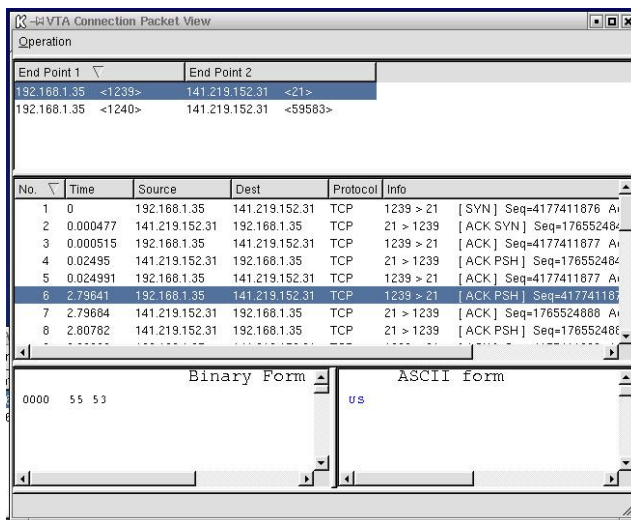 VTA Connection Packet View
Operation
End Point 1 End Point 2
192.168.1.35 <1239> 141.219.152.31 <21>
192.168.1.35 <1240> 141.219.152.31 <59583>
No. Time Source Dest Protocol Info
1 0 192.168.1.35 141.219.152.31 TCP 1239 > 21 [SYN] Seq=4177411876
2 0.000477 141.219.152.31 192.168.1.35 TCP 21 > 1239 [ACK SYN]
3 0.000515 192.168.1.35 141.219.152.31 TCP 1239 > 21 [ACK] Seq=4177411877
4 0.02495 141.219.152.31 192.168.1.35 TCP 21 > 1239 [ACK PSH]
5 0.024991 192.168.1.35 141.219.152.31 TCP 1239 > 21 [ACK] Seq=4177411877
6 2.79641 192.168.1.35 141.219.152.31 TCP 1239 > 21 [ACK PSH]
7 2.79684 141.219.152.31 192.168.1.35 TCP 21 > 1239 [ACK] Seq=1765524888
8 2.80782 141.219.152.31 192.168.1.35 TCP 21 > 1239 [ACK PSH]
Binary Form ASCII form
0000 55 53 US